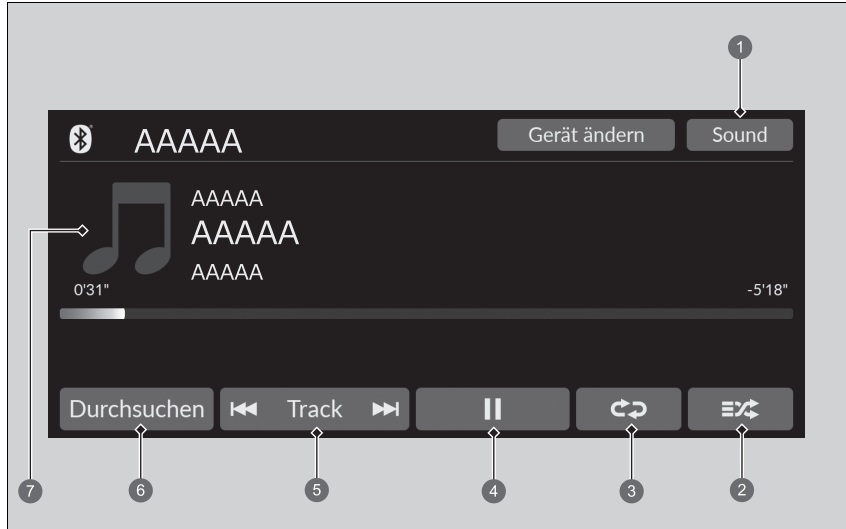 1
AAAAA Gerät ändern Sound
AAAAA
AAAAA
AAAAA
0'31" -5'18"
Durchsuchen Track
7 6 5 4 3 2